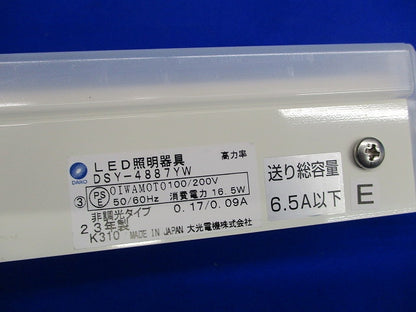 LED照明器具
高力率
DSY-4887YW
DAIKO
③ PS E OIWAMOTO 100/200V
50/60Hz 消費電力 16.5W
非調光タイプ 0.17/0.09A
23年製
K310 MADE IN JAPAN 大光電機株式会社
送り総容量
6.5A以下
E